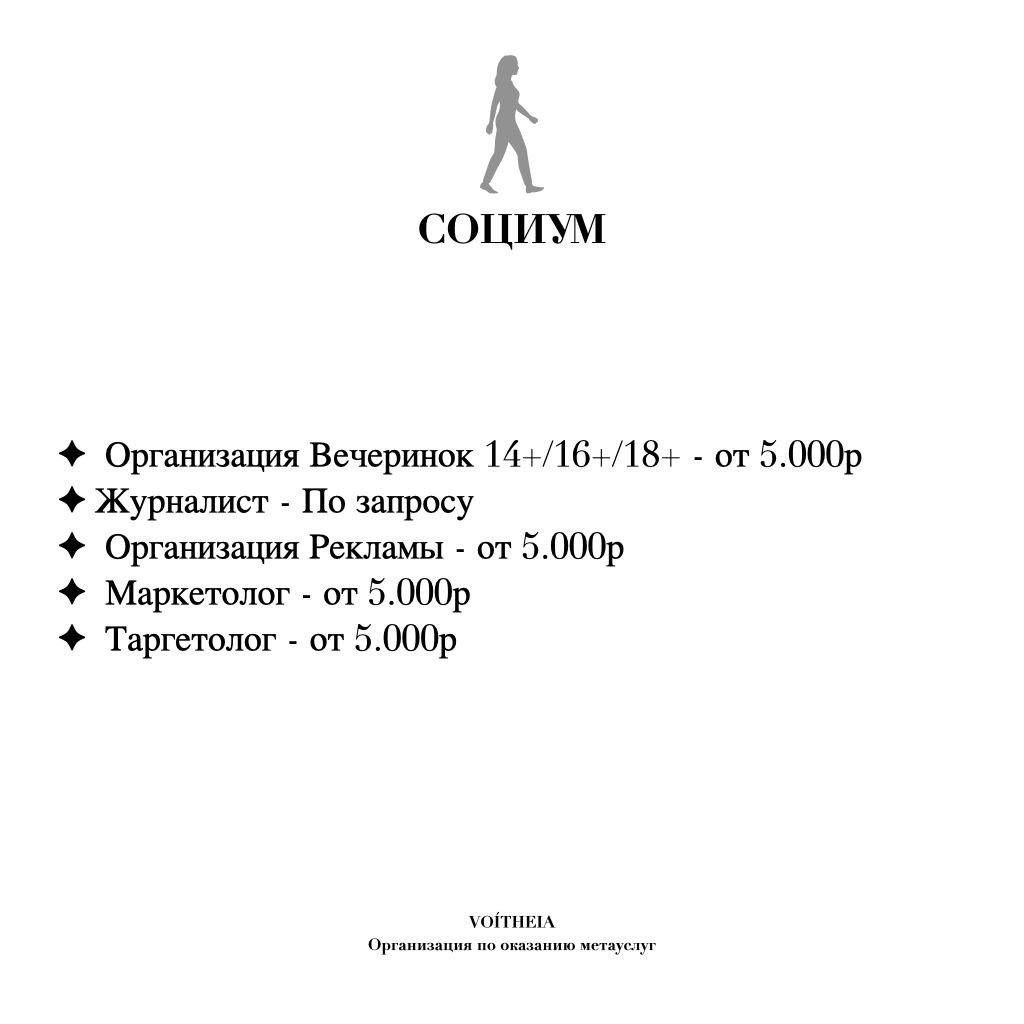 СОЦИУМ
✦ Организация Вечеринок 14+/16+/18+ - от 5.000р
✦ Журналист - По запросу
✦ Организация Рекламы - от 5.000р
✦ Маркетолог - от 5.000р
✦ Таргетолог - от 5.000р
VOÍTHEIA
Организация по оказанию метауслуг